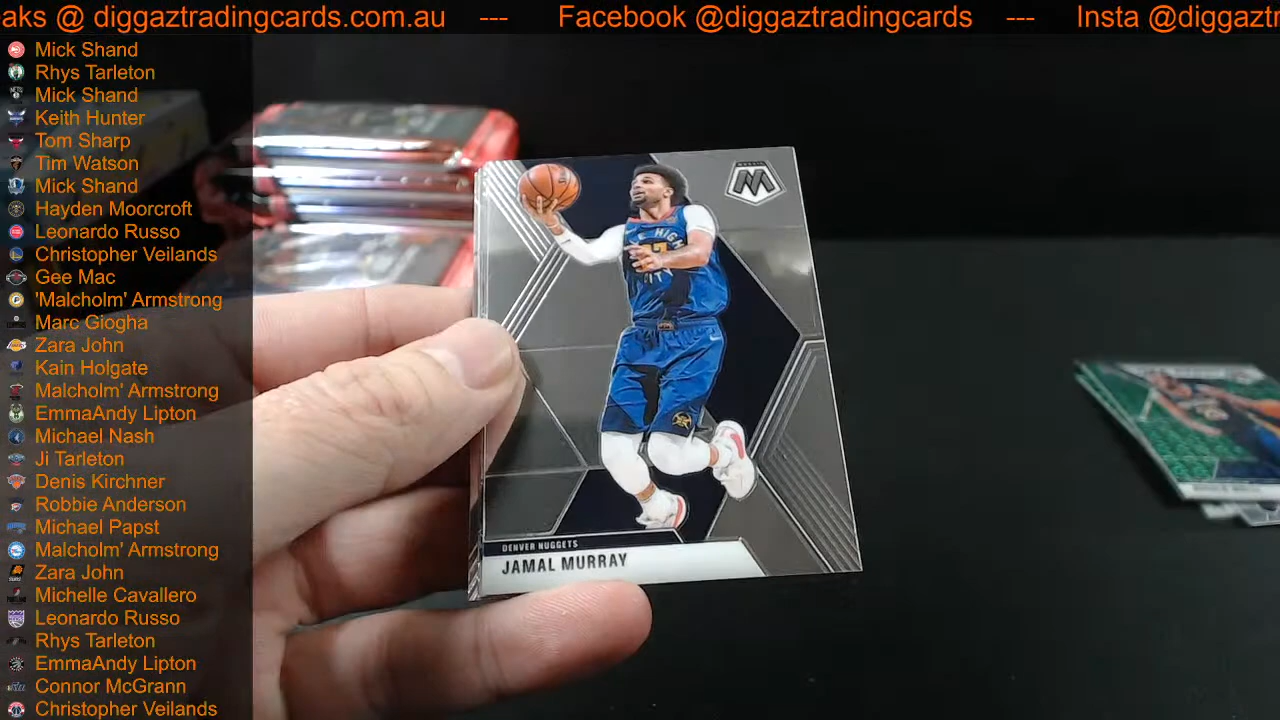 aks @ diggaztradingcards.com.au --- Facebook @diggaztradingcards --- Insta @diggaztr
Mick Shand
Rhys Tarleton
Mick Shand
Keith Hunter
Tom Sharp
Tim Watson
Mick Shand
Hayden Moorcroft
Leonardo Russo
Christopher Veilands
Gee Mac
'Malcholm' Armstrong
Marc Giogha
Zara John
Kain Holgate
Malcholm' Armstrong
EmmaAndy Lipton
Michael Nash
Ji Tarleton
Denis Kirchner
Robbie Anderson
Michael Papst
Malcholm' Armstrong
Zara John
Michelle Cavallero
Leonardo Russo
Rhys Tarleton
EmmaAndy Lipton
Connor McGrann
Christopher Veilands
MOSAIC
DENVER NUGGETS
JAMAL MURRAY